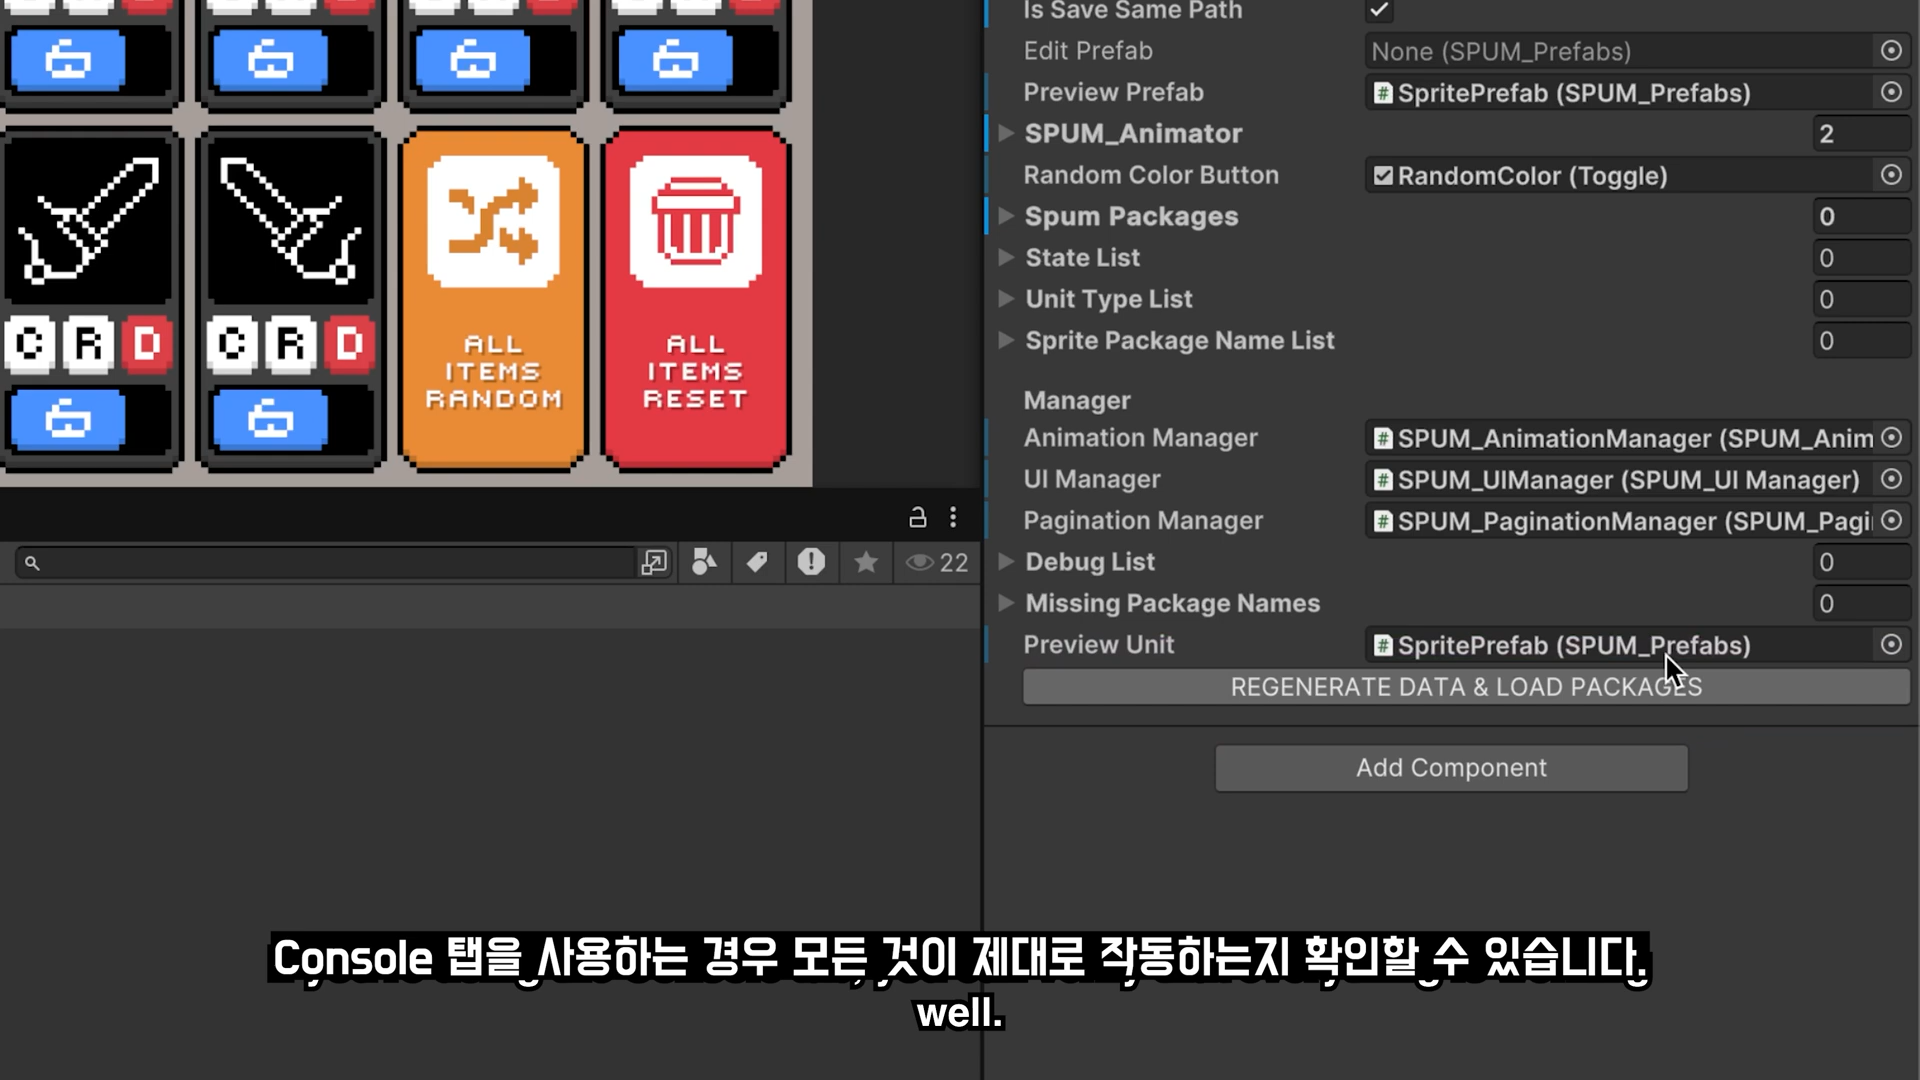 Is Save Same Path
Edit Prefab None (SPUM_Prefabs)
Preview Prefab SpritePrefab (SPUM_Prefabs)
SPUM_Animator 2
Random Color Button RandomColor (Toggle)
Spum Packages 0
State List 0
Unit Type List 0
Sprite Package Name List 0
Manager
Animation Manager SPUM_AnimationManager (SPUM_Anim
UI Manager SPUM_UIManager (SPUM_UI Manager)
Pagination Manager SPUM_PaginationManager (SPUM_Pagi
Debug List 0
Missing Package Names 0
Preview Unit SpritePrefab (SPUM_Prefabs)
REGENERATE DATA & LOAD PACKAGES
Add Component
C R D
C R D
ALL
ITEMS
RANDOM
ALL
ITEMS
RESET
22
Console 탭을 사용하는 경우 모든 것이 제대로 작동하는지 확인할 수 있습니다.
well.